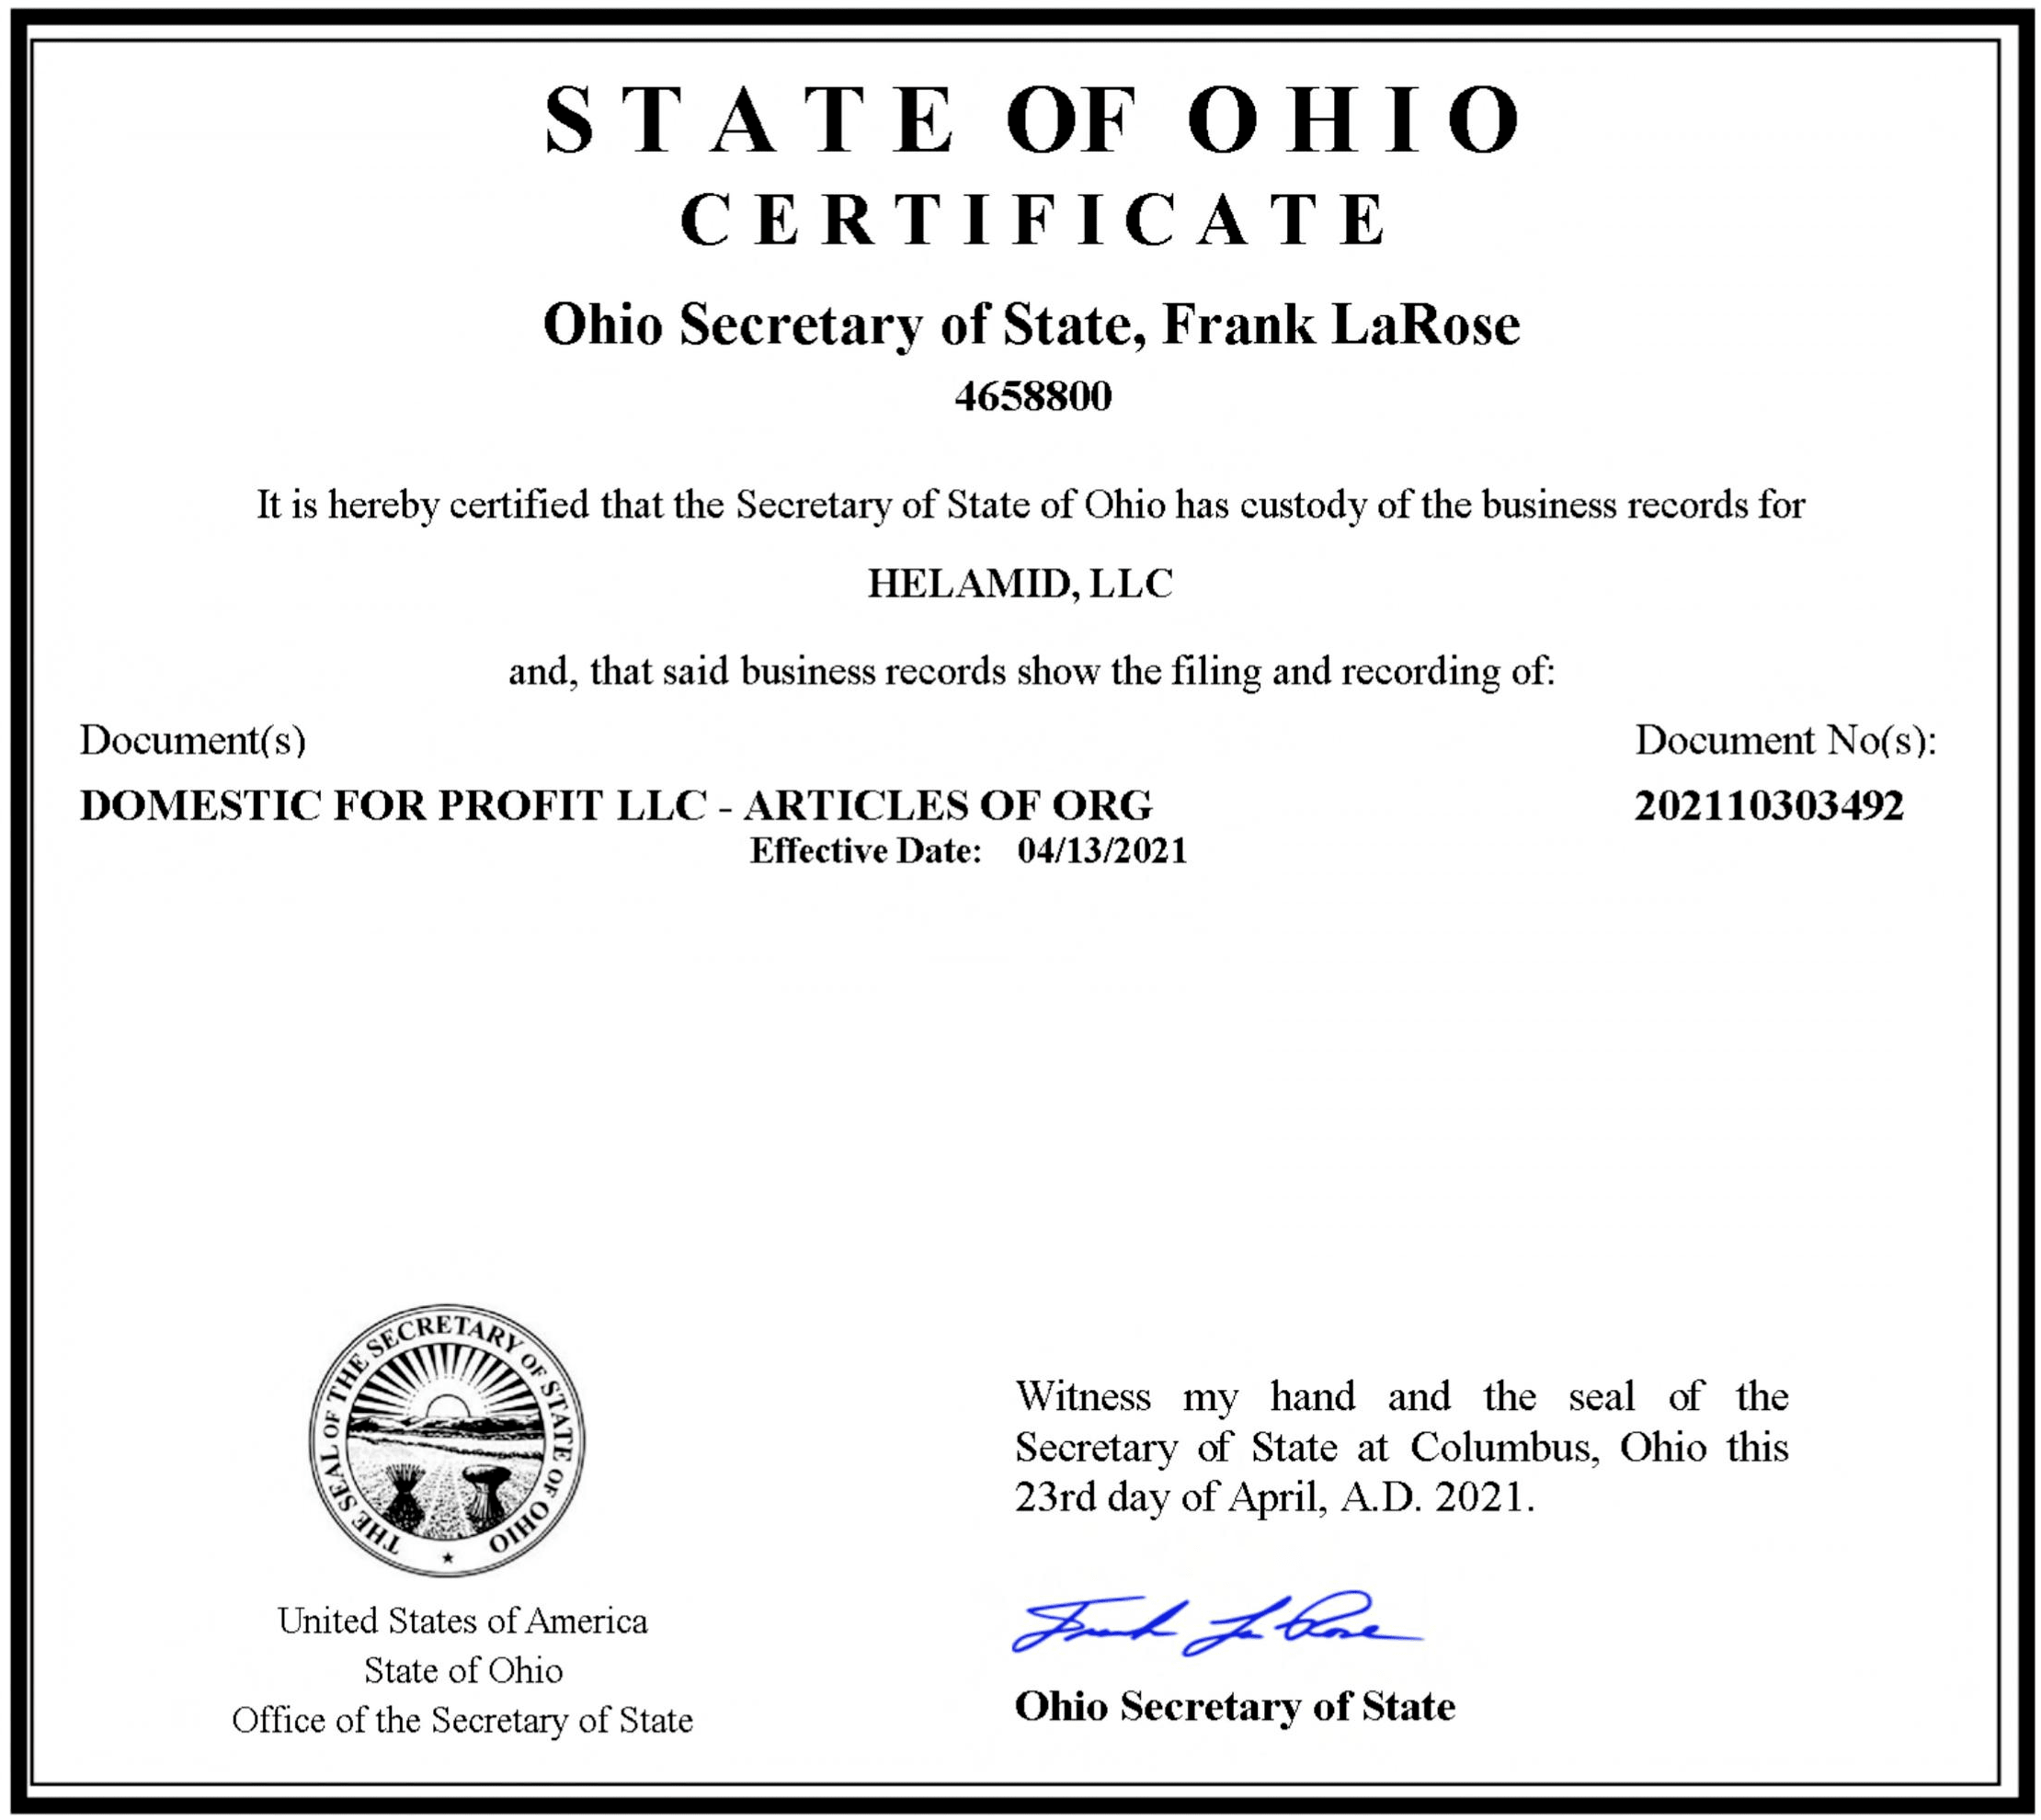 STATE OF OHIO
CERTIFICATE
Ohio Secretary of State, Frank LaRose
4658800
It is hereby certified that the Secretary of State of Ohio has custody of the business records for
HELAMID, LLC
and, that said business records show the filing and recording of:
Document(s) Document No(s):
DOMESTIC FOR PROFIT LLC - ARTICLES OF ORG 202110303492
Effective Date: 04/13/2021
THE SEAL OF THE SECRETARY OF STATE OF OHIO
United States of America
State of Ohio
Office of the Secretary of State
Witness my hand and the seal of the
Secretary of State at Columbus, Ohio this
23rd day of April, A.D. 2021.
Frank LaRose
Ohio Secretary of State